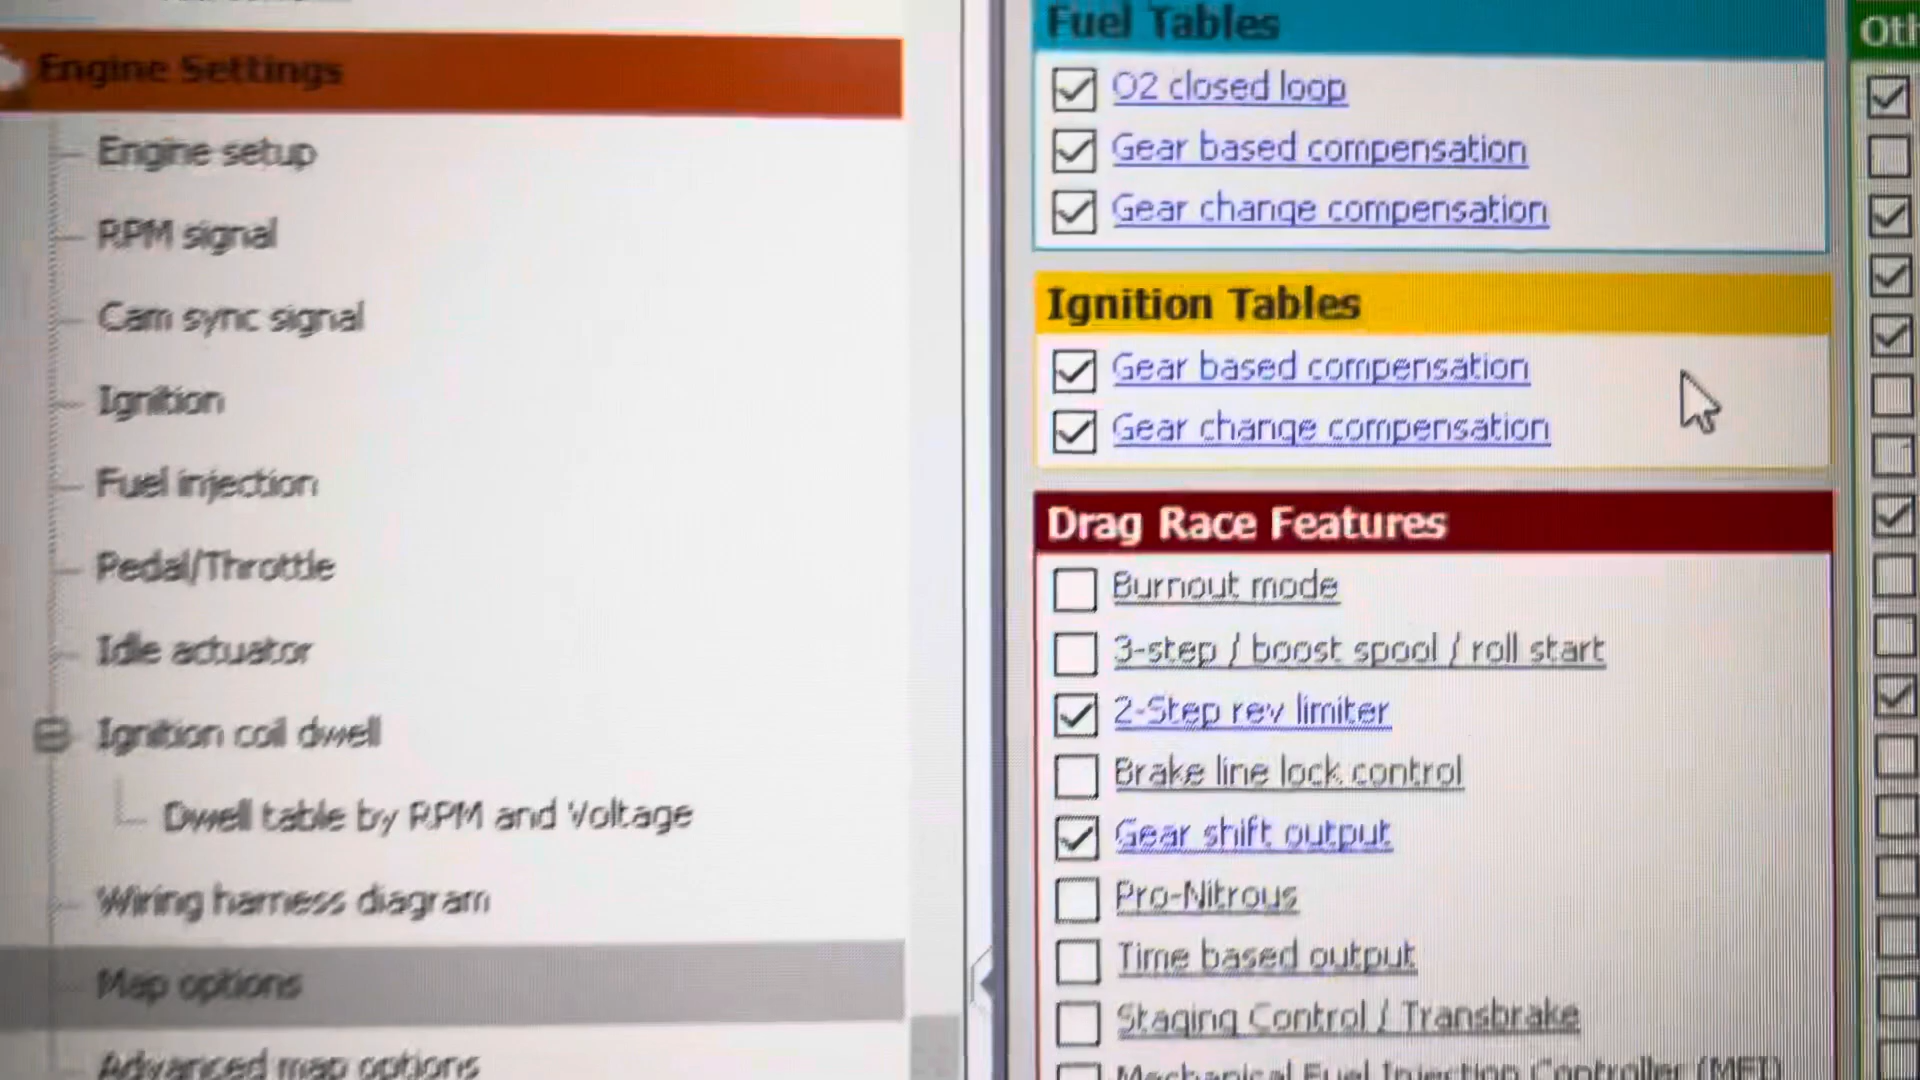 Engine Settings
Engine setup
RPM signal
Cam sync signal
Ignition
Fuel injection
Pedal/Throttle
Idle actuator
Ignition coil dwell
Dwell table by RPM and Voltage
Wiring harness diagram
Map options
Advanced map options
Fuel Tables
O2 closed loop
Gear based compensation
Gear change compensation
Ignition Tables
Gear based compensation
Gear change compensation
Drag Race Features
Burnout mode
3-step / boost spool / roll start
2-Step rev limiter
Brake line lock control
Gear shift output
Pro-Nitrous
Time based output
Staging Control / Transbrake
Mechanical Fuel Injection Controller (MFI)
Oth